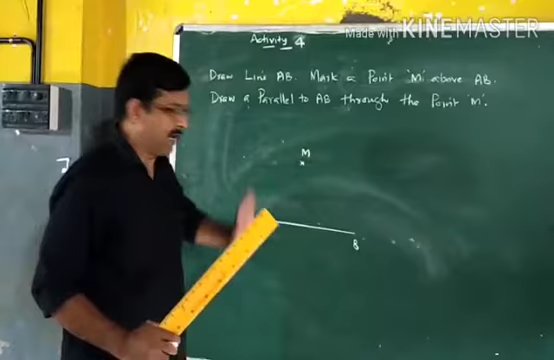 Made with KINEMASTER
Activity 4
Draw Line AB. Mark a Point 'M' above AB.
Draw a Parallel to AB through the Point 'M'.
M
B